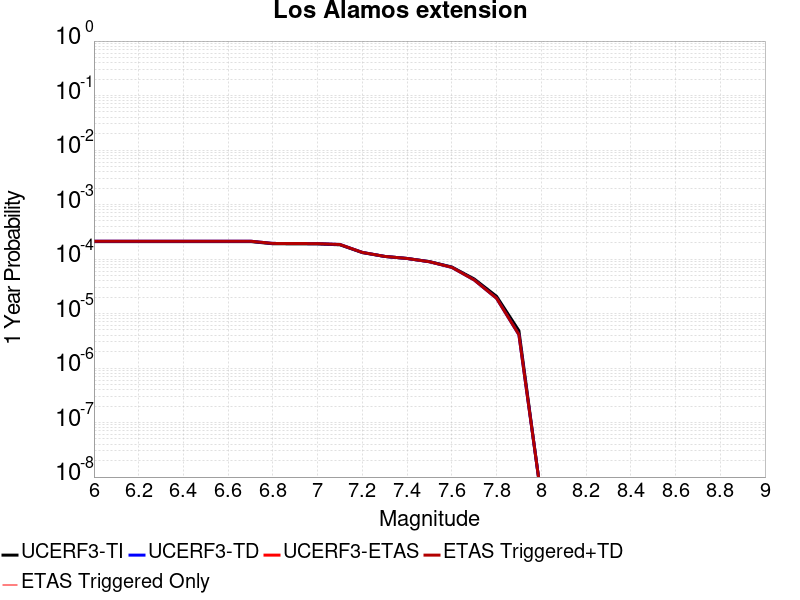 Los Alamos extension
10^0
10^-1
10^-2
10^-3
10^-4
10^-5
10^-6
10^-7
10^-8
1 Year Probability
6 6.2 6.4 6.6 6.8 7 7.2 7.4 7.6 7.8 8 8.2 8.4 8.6 8.8 9
Magnitude
UCERF3-TI UCERF3-TD UCERF3-ETAS ETAS Triggered+TD
ETAS Triggered Only